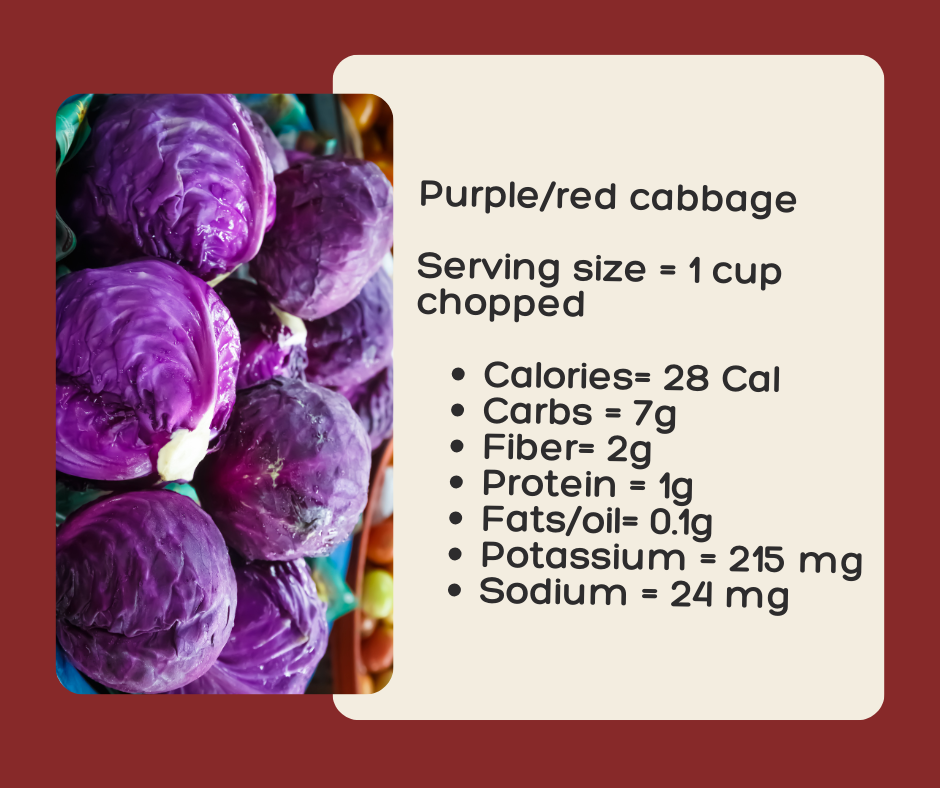 Purple/red cabbage
Serving size = 1 cup
chopped
• Calories= 28 Cal
• Carbs = 7g
• Fiber= 2g
• Protein = 1g
• Fats/oil= 0.1g
• Potassium = 215 mg
• Sodium = 24 mg